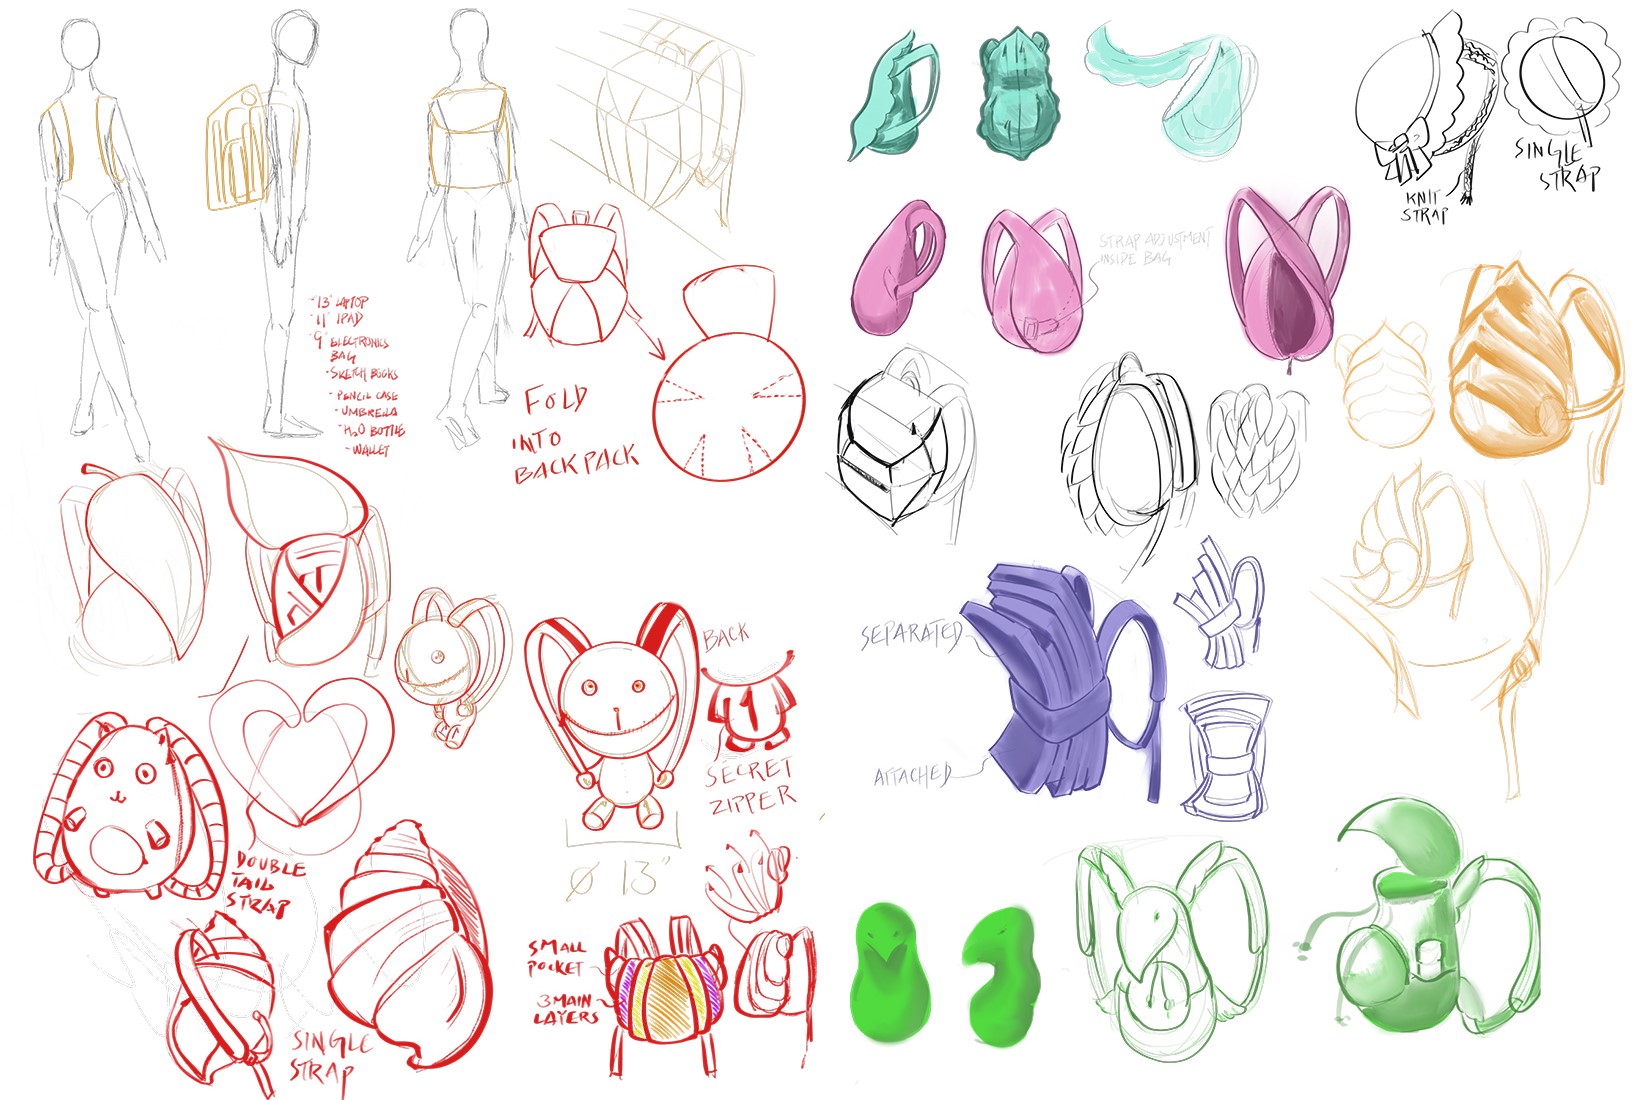 - 13" LAPTOP
- 11" IPAD
- 9" ELECTRONICS
BAG
- SKETCH BOOKS
- PENCIL CASE
- UMBRELLA
- H2O BOTTLE
- WALLET
FOLD
INTO
BACKPACK
BACK
1
SECRET
ZIPPER
Ø 13"
DOUBLE
TAIL
STRAP
SINGLE
STRAP
SMALL
POCKET
3 MAIN
LAYERS
KNIT
STRAP
SINGLE
STRAP
STRAP ADJUSTMENT
INSIDE BAG
SEPARATED
ATTACHED